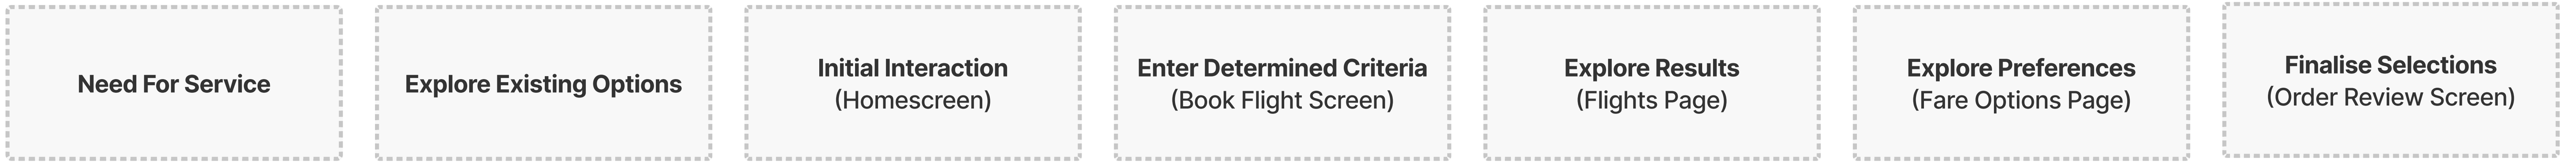 Need For Service
Explore Existing Options
Initial Interaction
(Homescreen)
Enter Determined Criteria
(Book Flight Screen)
Explore Results
(Flights Page)
Explore Preferences
(Fare Options Page)
Finalise Selections
(Order Review Screen)